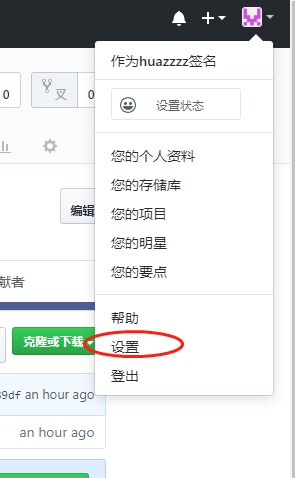 作为huazzzz签名
叉 0
0
设置状态
您的个人资料
您的存储库
编辑
您的项目
您的明星
您的要点
献者
帮助
克隆或下载
设置
登出
39df an hour ago
an hour ago